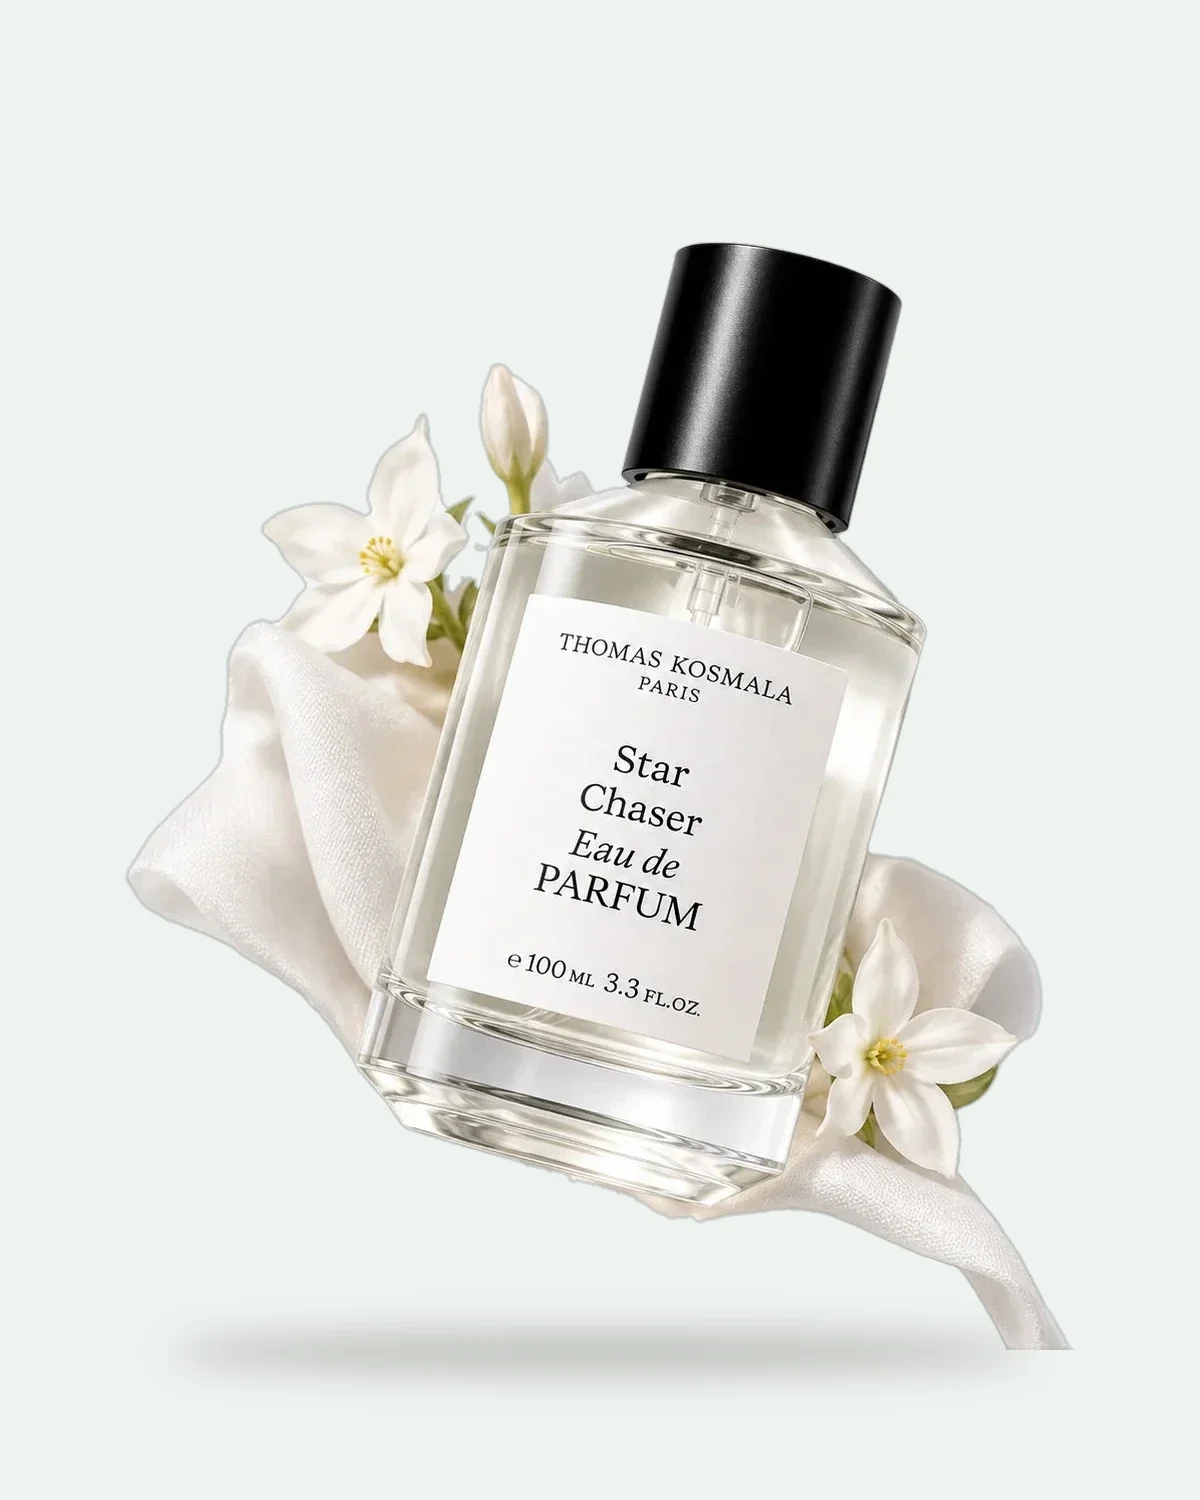 THOMAS KOSMALA
PARIS
Star
Chaser
Eau de
PARFUM
℮ 100 ML 3.3 FL.OZ.